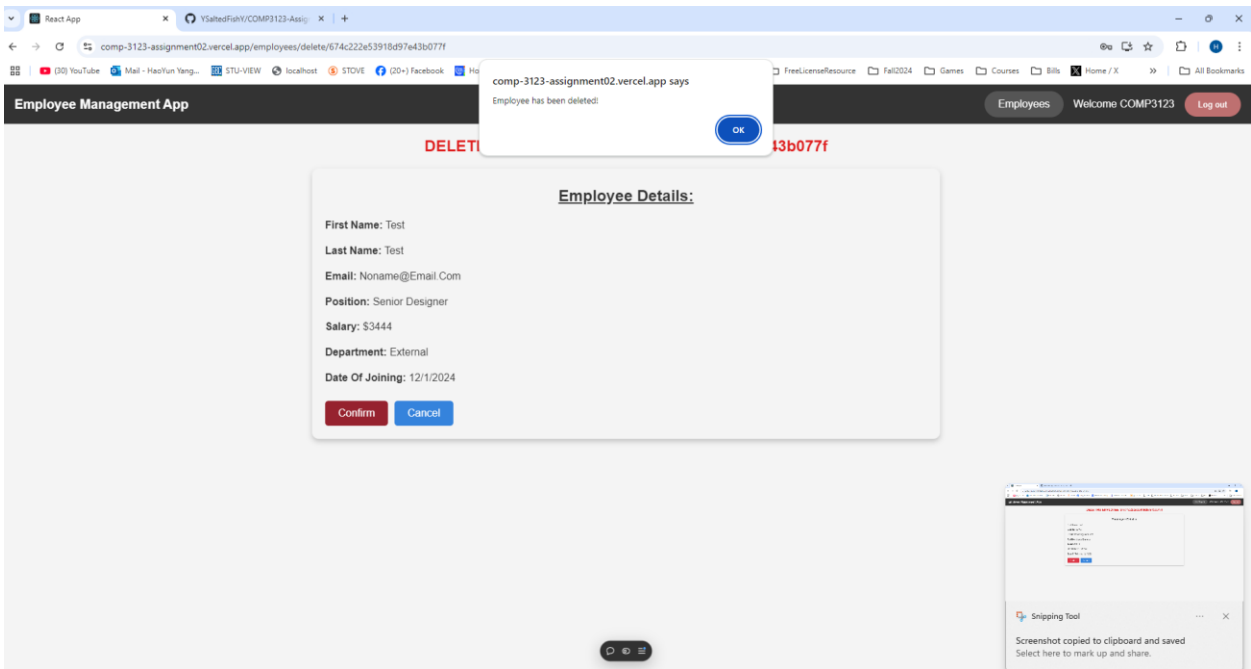 React App
YSaltedFishY/COMP3123-Assig
comp-3123-assignment02.vercel.app/employees/delete/674c222e53918d97e43b077f
(30) YouTube Mail - HaoYun Yang... STU-VIEW localhost STOVE (20+) Facebook Ho FreeLicenseResource Fall2024 Games Courses Bills Home / X All Bookmarks
comp-3123-assignment02.vercel.app says
Employee has been deleted!
OK
Employee Management App
Employees Welcome COMP3123 Log out
DELETI 43b077f
Employee Details:
First Name: Test
Last Name: Test
Email: Noname@Email.Com
Position: Senior Designer
Salary: $3444
Department: External
Date Of Joining: 12/1/2024
Confirm Cancel
Snipping Tool
Screenshot copied to clipboard and saved
Select here to mark up and share.